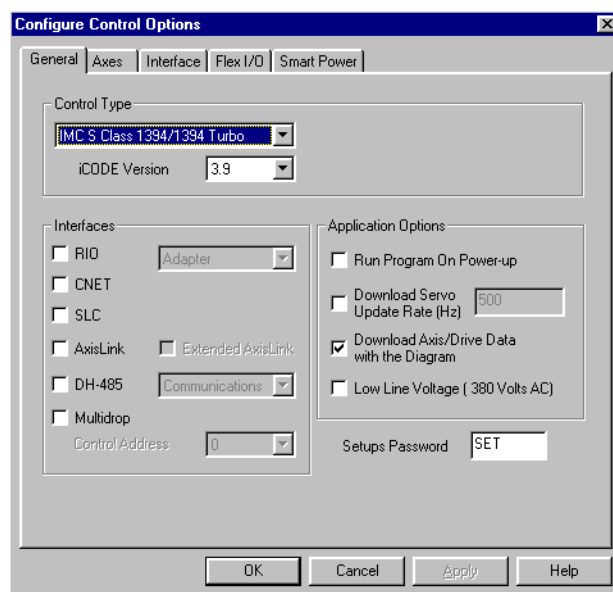 Configure Control Options
General Axes Interface Flex I/O Smart Power
Control Type
IMC S Class 1394/1394 Turbo
iCODE Version 3.9
Interfaces
RIO Adapter
CNET
SLC
AxisLink Extended AxisLink
DH-485 Communications
Multidrop
Control Address 0
Application Options
Run Program On Power-up
Download Servo
Update Rate (Hz) 500
Download Axis/Drive Data
with the Diagram
Low Line Voltage ( 380 Volts AC)
Setups Password SET
OK Cancel Apply Help